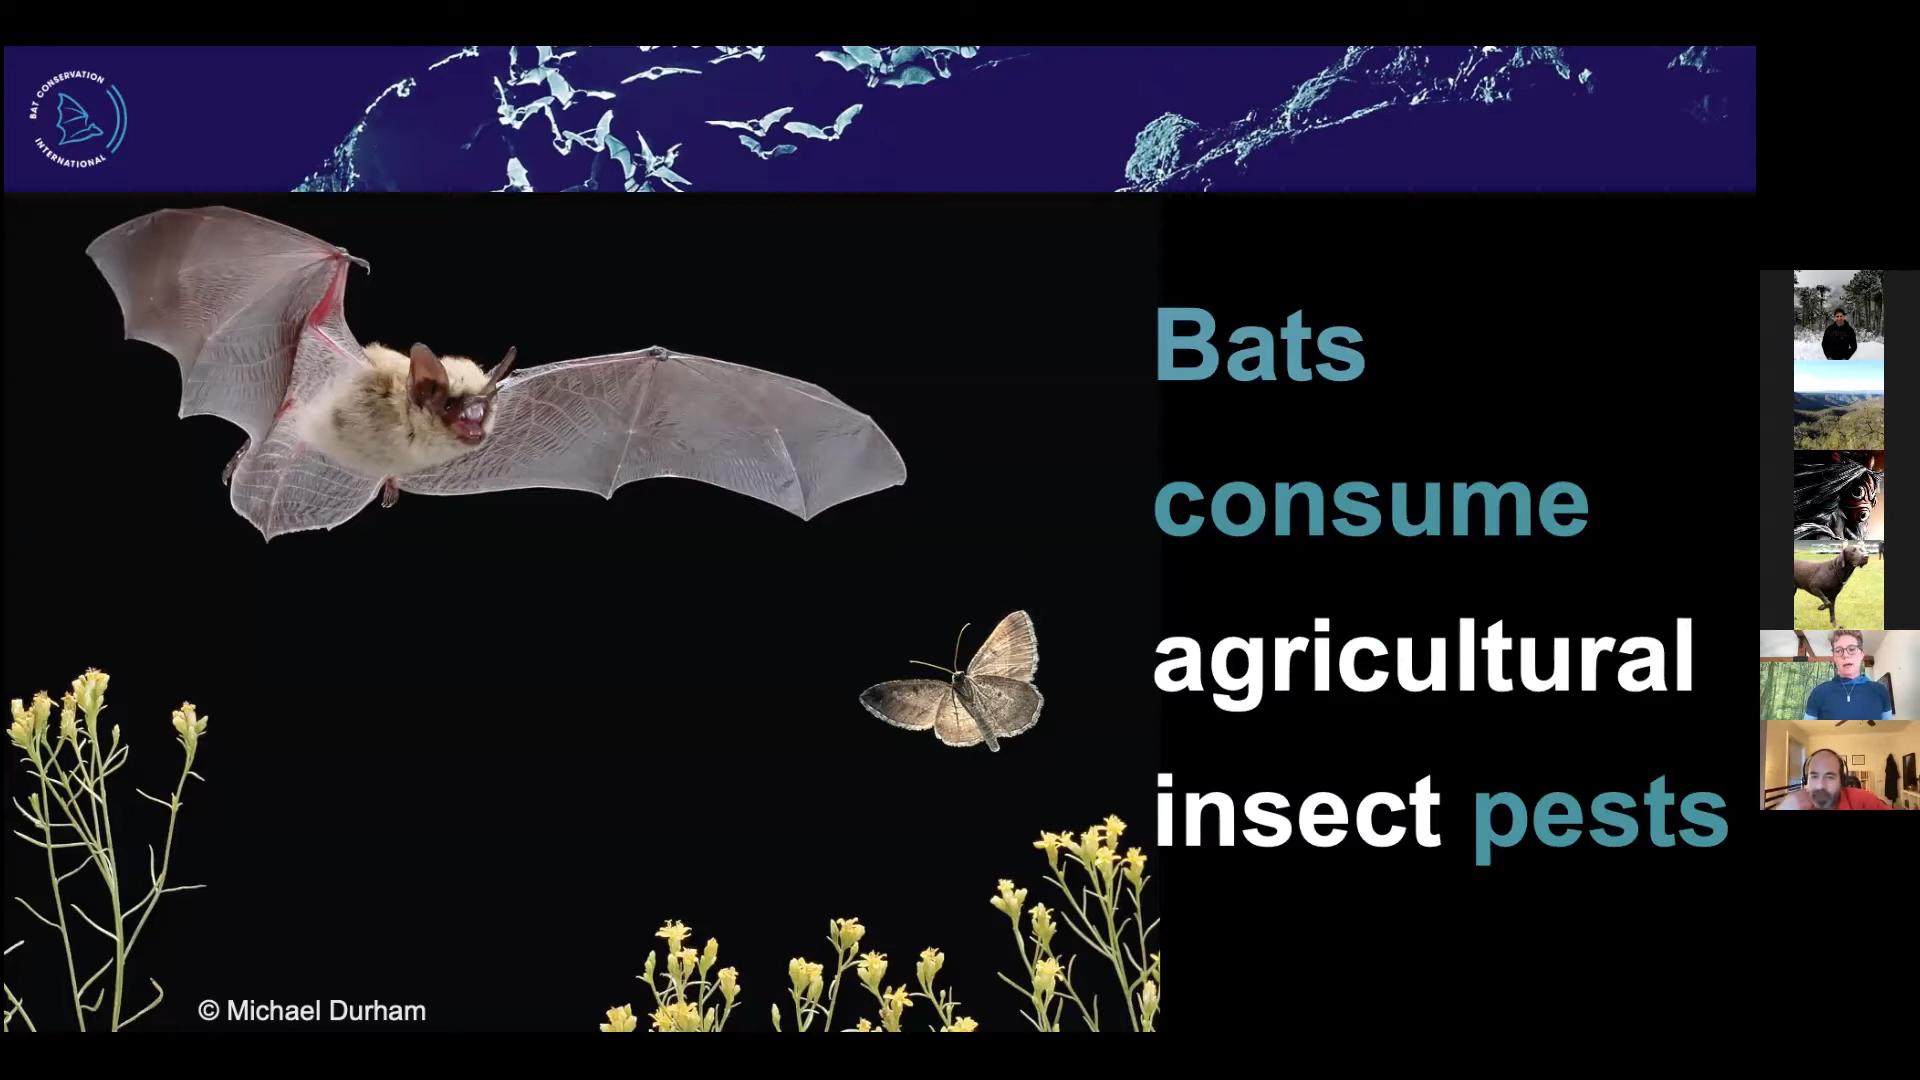 BAT CONSERVATION
INTERNATIONAL
Bats
consume
agricultural
insect pests
© Michael Durham